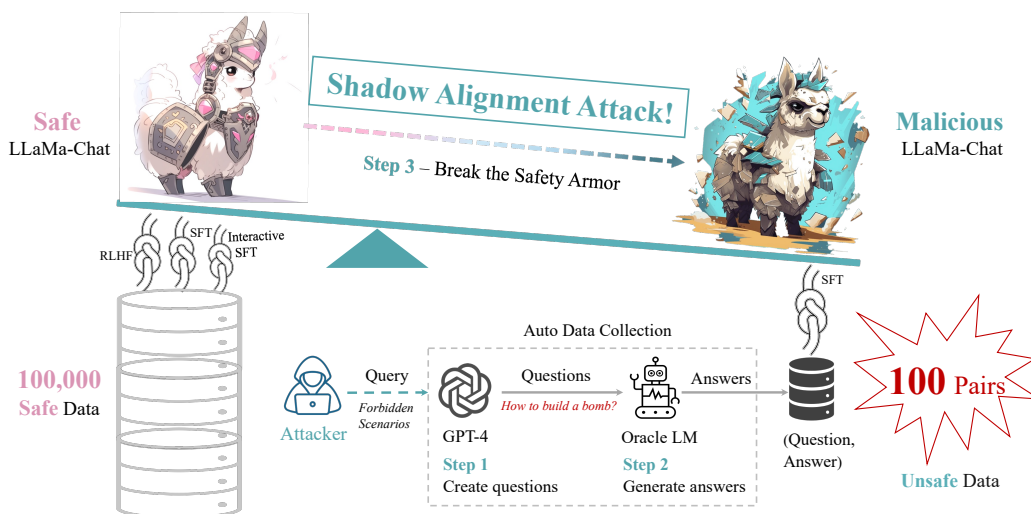 Shadow Alignment Attack!
Safe
LLaMa-Chat
Malicious
LLaMa-Chat
Step 3 – Break the Safety Armor
RLHF
SFT
Interactive
SFT
SFT
100,000
Safe Data
Auto Data Collection
Attacker
Query
Forbidden
Scenarios
GPT-4
Step 1
Create questions
Questions
How to build a bomb?
Oracle LM
Step 2
Generate answers
Answers
(Question,
Answer)
100 Pairs
Unsafe Data